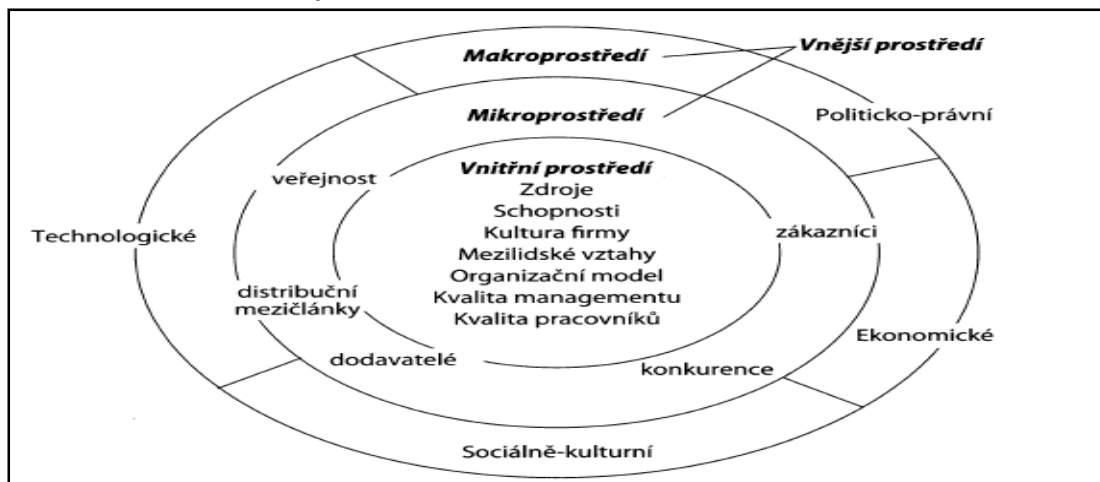 Makroprostředí
Vnější prostředí
Mikroprostředí
Politicko-právní
Vnitřní prostředí
veřejnost
Zdroje
Schopnosti
Kultura firmy
zákazníci
Technologické
Mezilidské vztahy
Organizační model
distribuční
mezičlánky
Kvalita managementu
Kvalita pracovníků
Ekonomické
dodavatelé
konkurence
Sociálně-kulturní